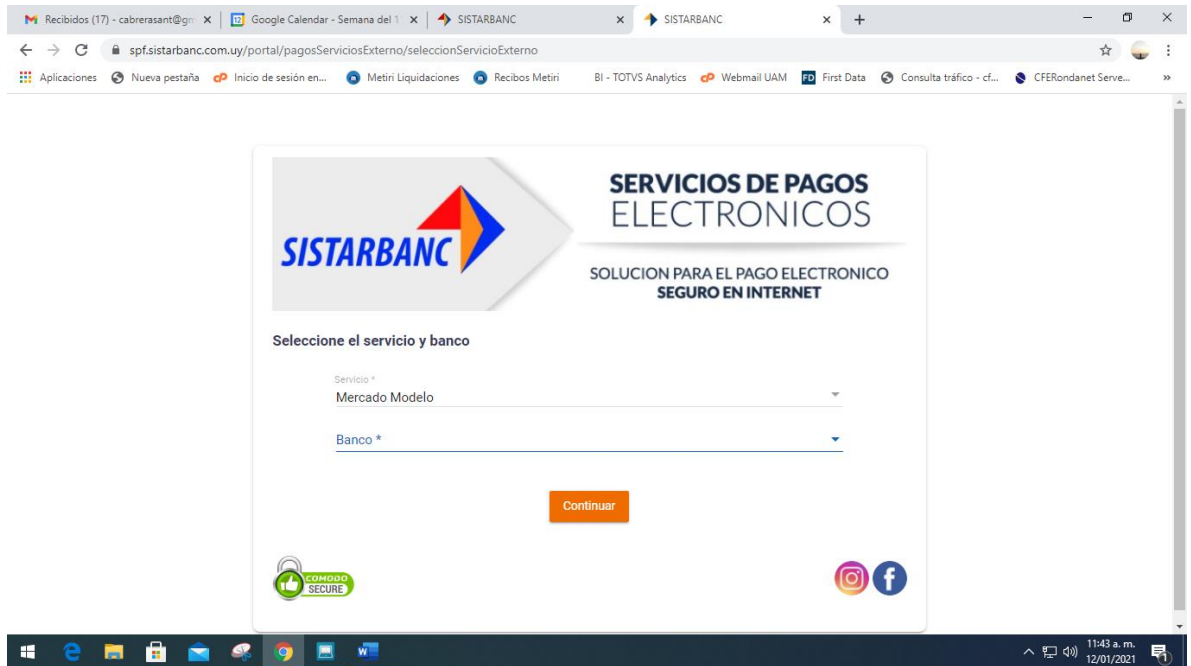 Recibidos (17) - cabrerasant@gm
Google Calendar - Semana del 1
SISTARBANC
SISTARBANC
spf.sistarbanc.com.uy/portal/pagosServiciosExterno/seleccionServicioExterno
Aplicaciones
Nueva pestaña
Inicio de sesión en...
Metiri Liquidaciones
Recibos Metiri
BI - TOTVS Analytics
Webmail UAM
FD First Data
Consulta tráfico - cf...
CFERondanet Serve...
SISTARBANC
SERVICIOS DE PAGOS
ELECTRONICOS
SOLUCION PARA EL PAGO ELECTRONICO
SEGURO EN INTERNET
Seleccione el servicio y banco
Servicio *
Mercado Modelo
Banco *
Continuar
COMODO
SECURE
11:43 a. m.
12/01/2021